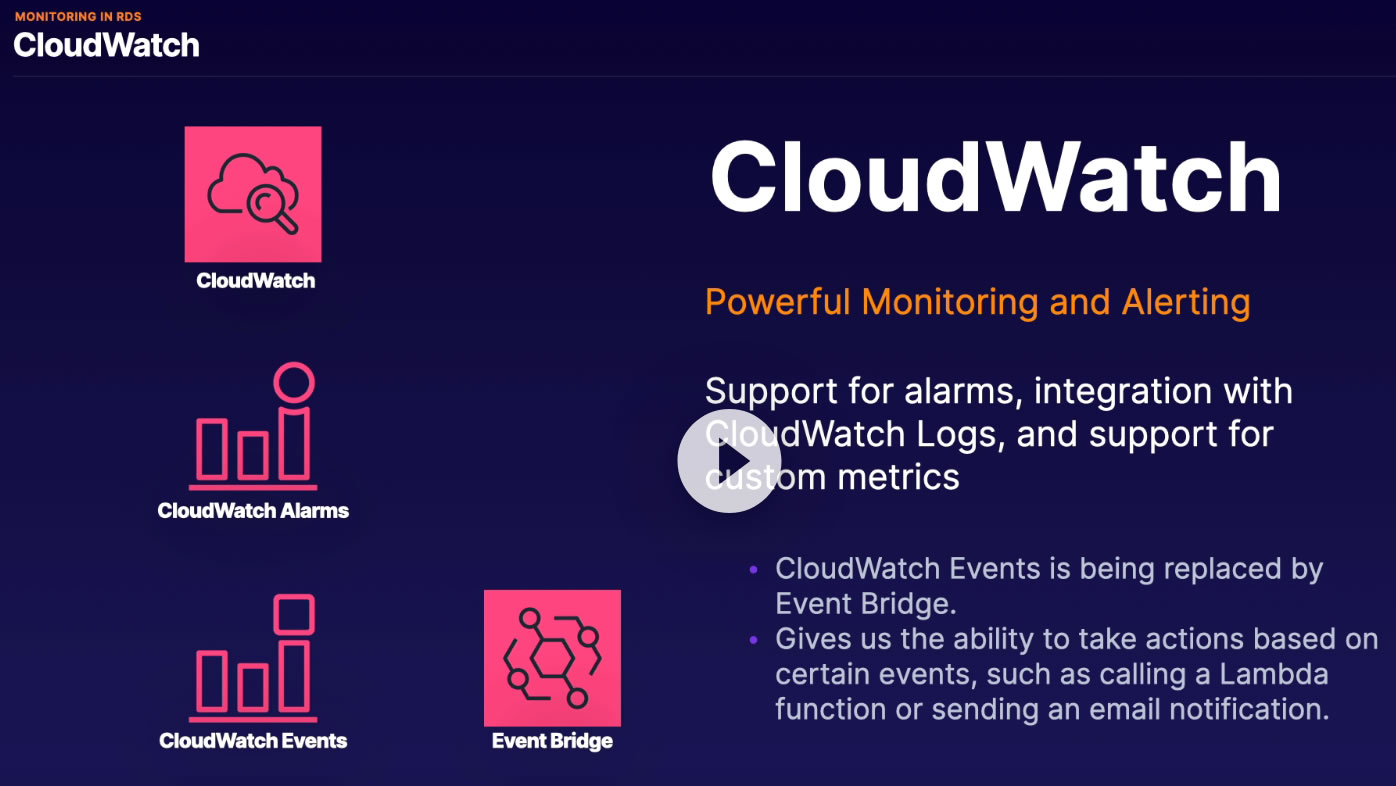 MONITORING IN RDS
CloudWatch
CloudWatch
CloudWatch Alarms
CloudWatch Events
Event Bridge
CloudWatch
Powerful Monitoring and Alerting
Support for alarms, integration with
CloudWatch Logs, and support for
custom metrics
• CloudWatch Events is being replaced by
Event Bridge.
• Gives us the ability to take actions based on
certain events, such as calling a Lambda
function or sending an email notification.